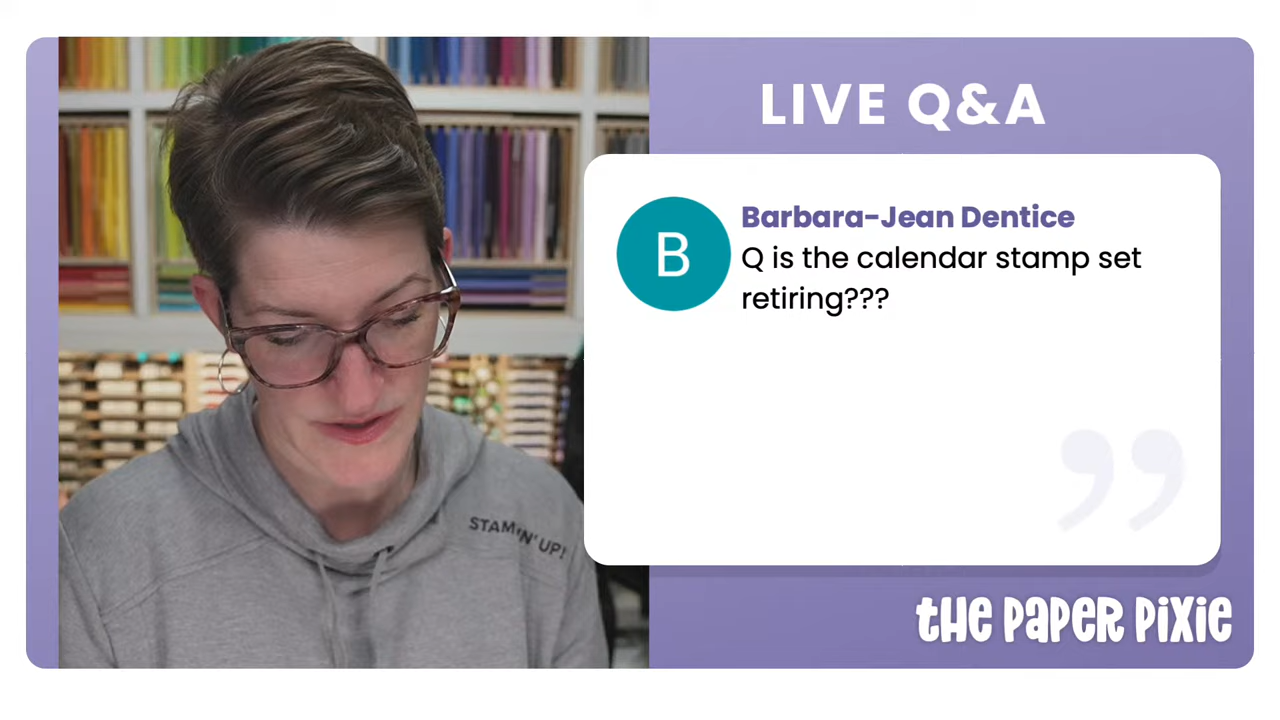 LIVE Q&A
B
Barbara-Jean Dentice
Q is the calendar stamp set
retiring???
STAMPIN' UP!
the PAPER PIXIE